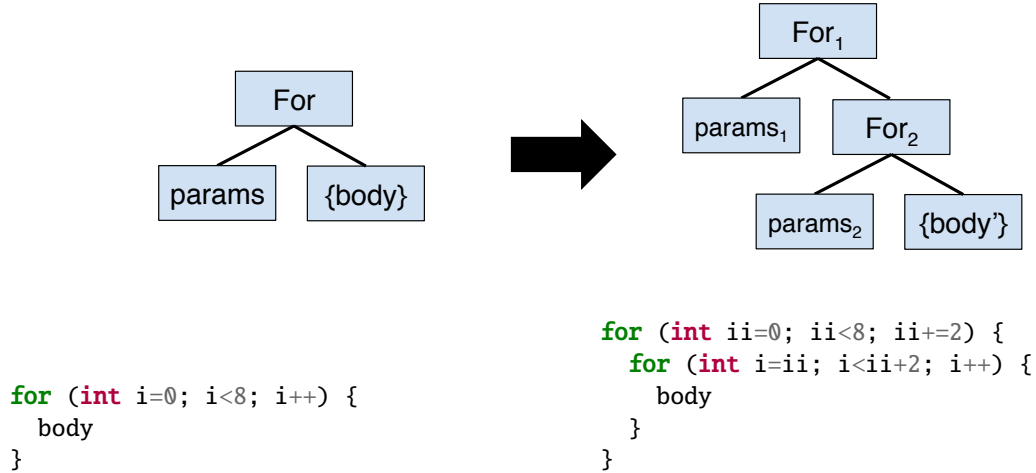 For
params
{body}
For₁
params₁
For₂
params₂
{body'}
for (int i=0; i<8; i++) {
  body
}
for (int ii=0; ii<8; ii+=2) {
  for (int i=ii; i<ii+2; i++) {
    body
  }
}